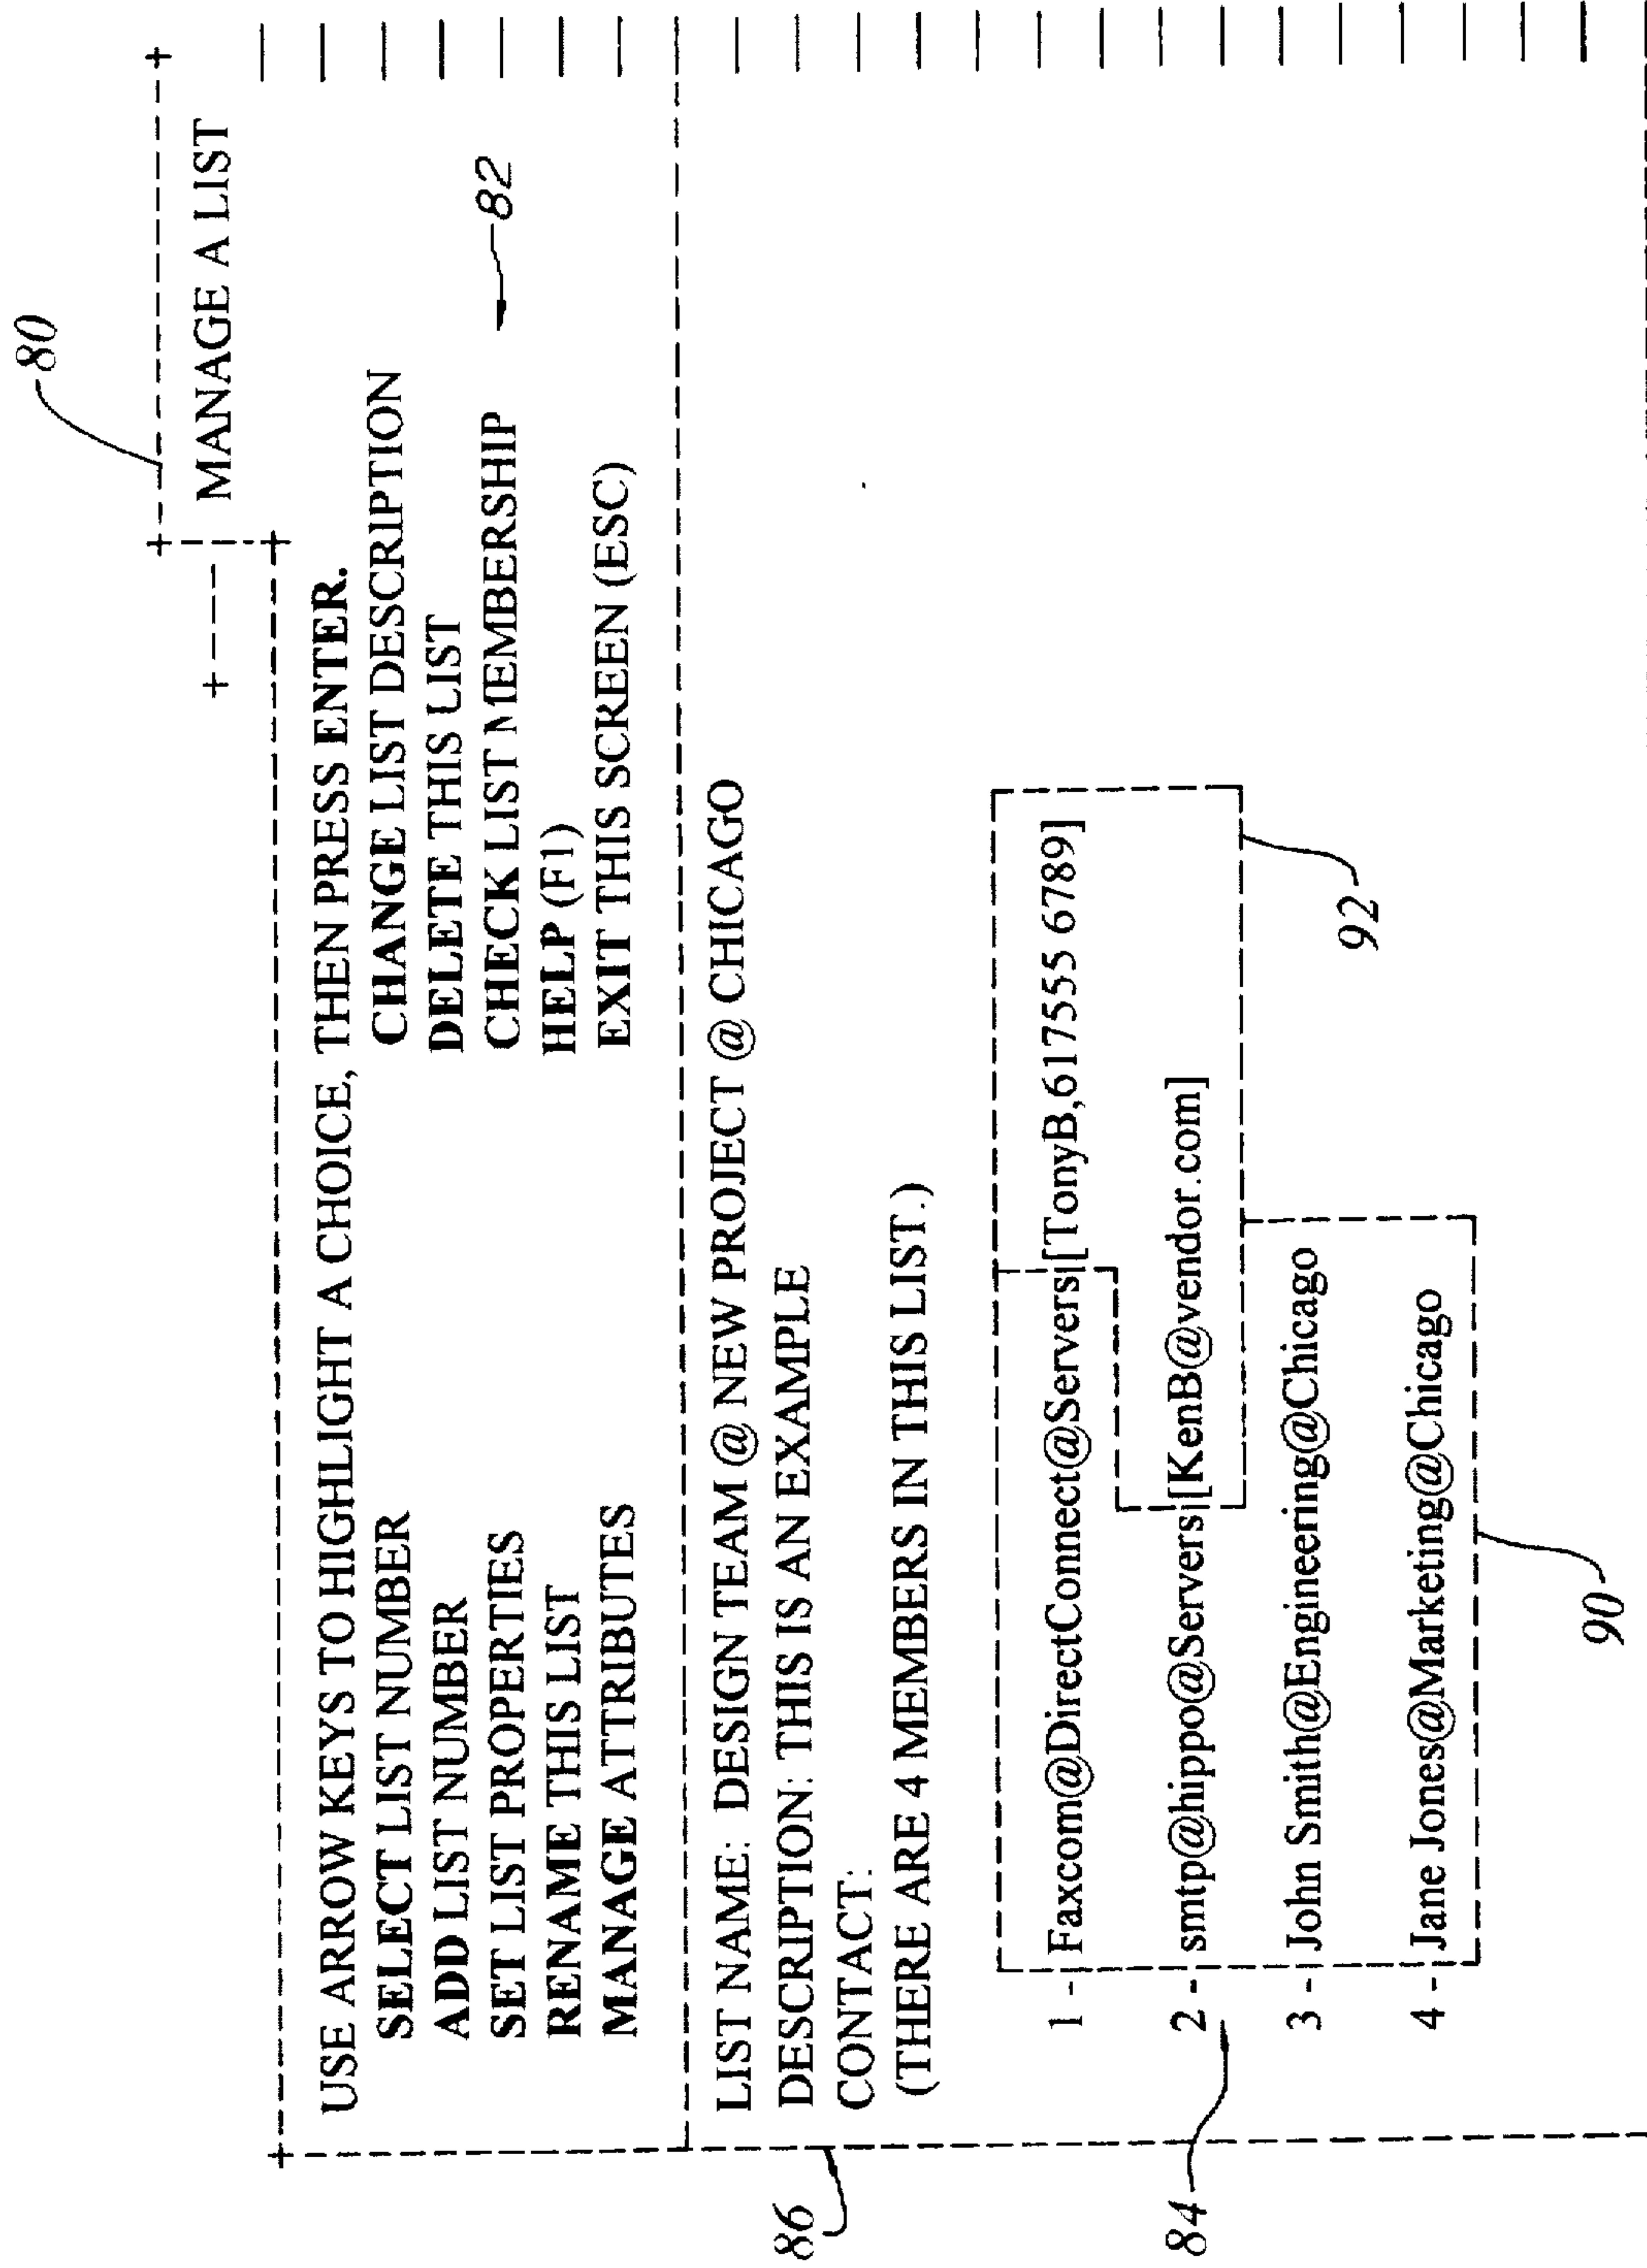 80
MANAGE A LIST
USE ARROW KEYS TO HIGHLIGHT A CHOICE, THEN PRESS ENTER.
SELECT LIST NUMBER CHANGE LIST DESCRIPTION
ADD LIST NUMBER DELETE THIS LIST
SET LIST PROPERTIES CHECK LIST MEMBERSHIP 82
RENAME THIS LIST HELP (F1)
MANAGE ATTRIBUTES EXIT THIS SCREEN (ESC)
86
LIST NAME: DESIGN TEAM @ NEW PROJECT @ CHICAGO
DESCRIPTION: THIS IS AN EXAMPLE
CONTACT:
(THERE ARE 4 MEMBERS IN THIS LIST.)
1 - Faxcom@DirectConnect@Servers[TonyB,617555 6789]
84
2 - smtp@hippo@Servers[KenB@vendor.com]
3 - John Smith@Engineering@Chicago
92
4 - Jane Jones@Marketing@Chicago
90